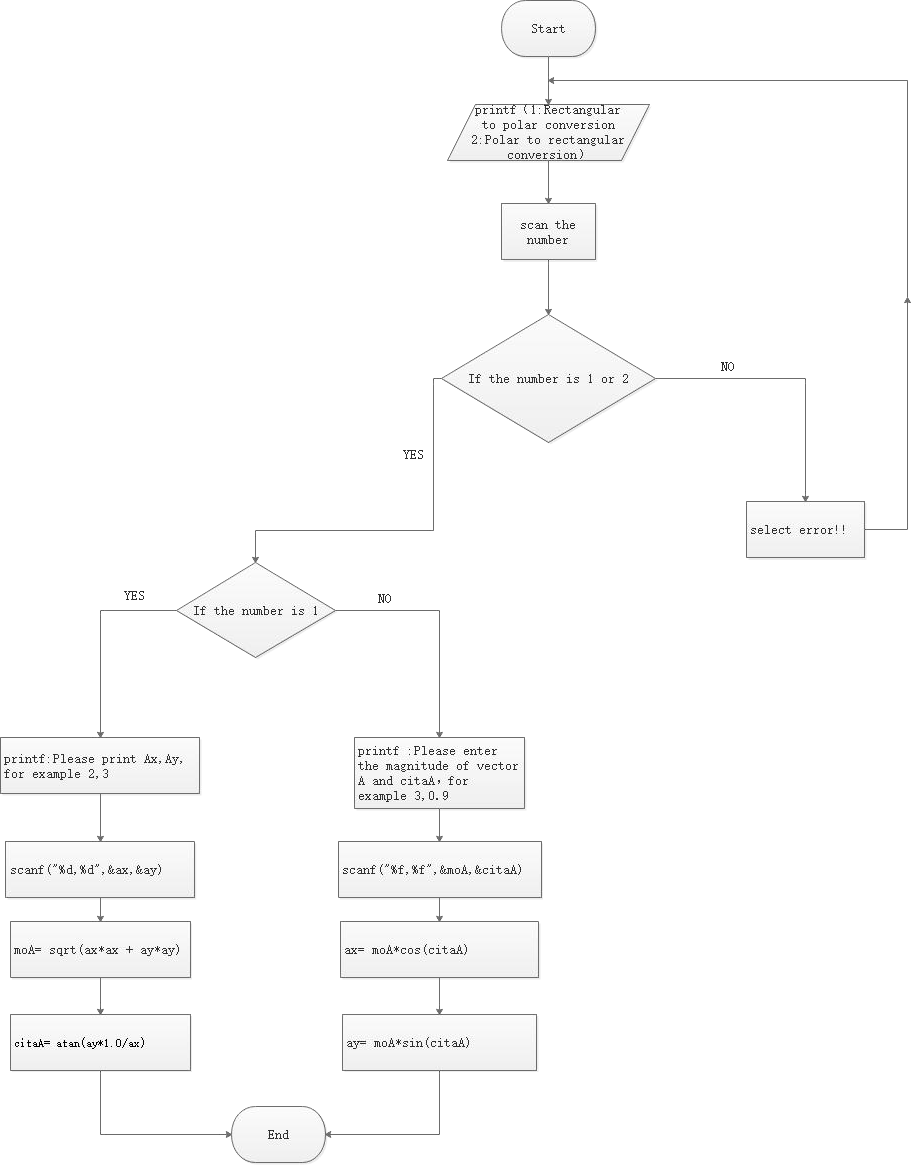 Start
printf（1:Rectangular
to polar conversion
2:Polar to rectangular
conversion）
scan the
number
If the number is 1 or 2
NO
YES
select error!!
If the number is 1
YES
NO
printf:Please print Ax,Ay,
for example 2,3
printf :Please enter
the magnitude of vector
A and citaA，for
example 3,0.9
scanf("%d,%d",&ax,&ay)
scanf("%f,%f",&moA,&citaA)
moA= sqrt(ax*ax + ay*ay)
ax= moA*cos(citaA)
citaA= atan(ay*1.0/ax)
ay= moA*sin(citaA)
End